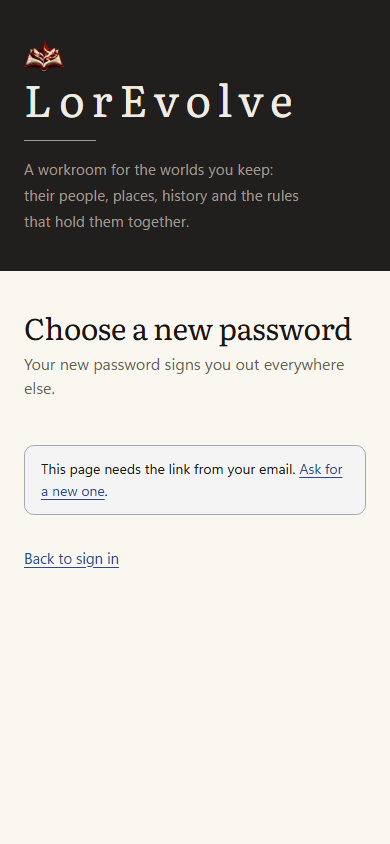 LorEvolve
A workroom for the worlds you keep:
their people, places, history and the rules
that hold them together.
Choose a new password
Your new password signs you out everywhere
else.
This page needs the link from your email. Ask for
a new one.
Back to sign in